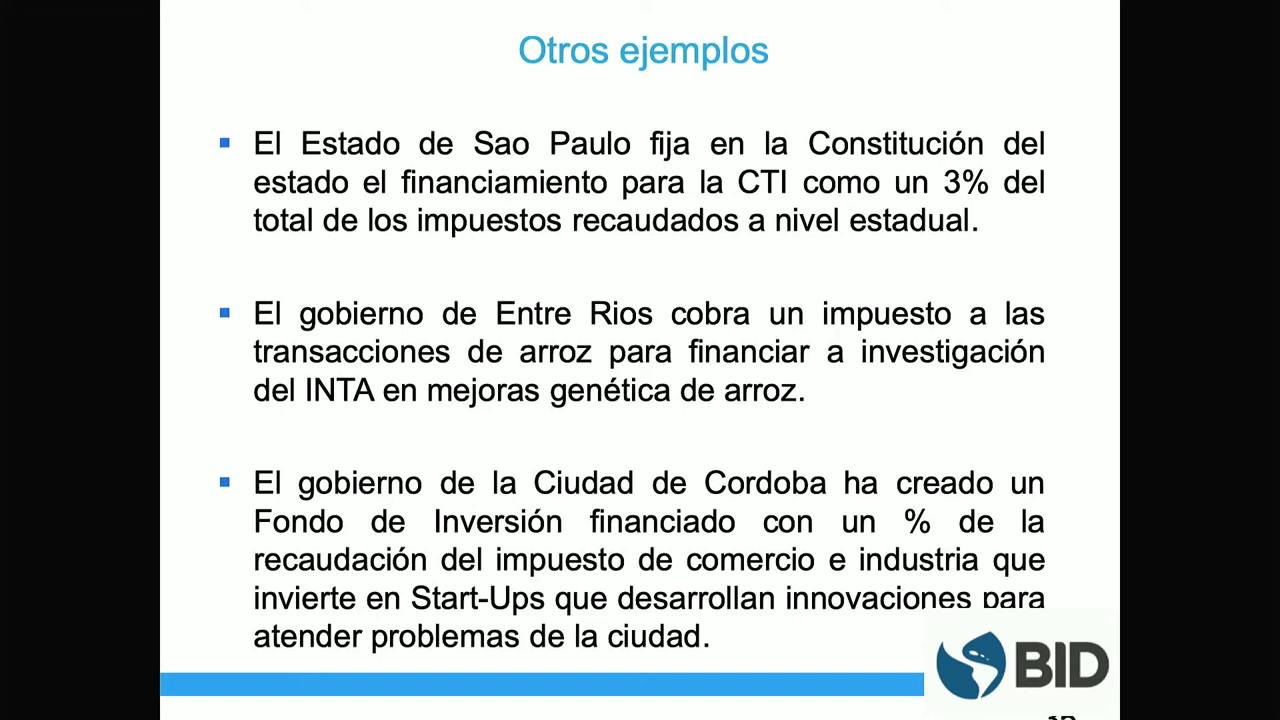 Otros ejemplos
El Estado de Sao Paulo fija en la Constitución del
estado el financiamiento para la CTI como un 3% del
total de los impuestos recaudados a nivel estadual.
El gobierno de Entre Rios cobra un impuesto a las
transacciones de arroz para financiar a investigación
del INTA en mejoras genética de arroz.
El gobierno de la Ciudad de Cordoba ha creado un
Fondo de Inversión financiado con un % de la
recaudación del impuesto de comercio e industria que
invierte en Start-Ups que desarrollan innovaciones para
atender problemas de la ciudad.
BID